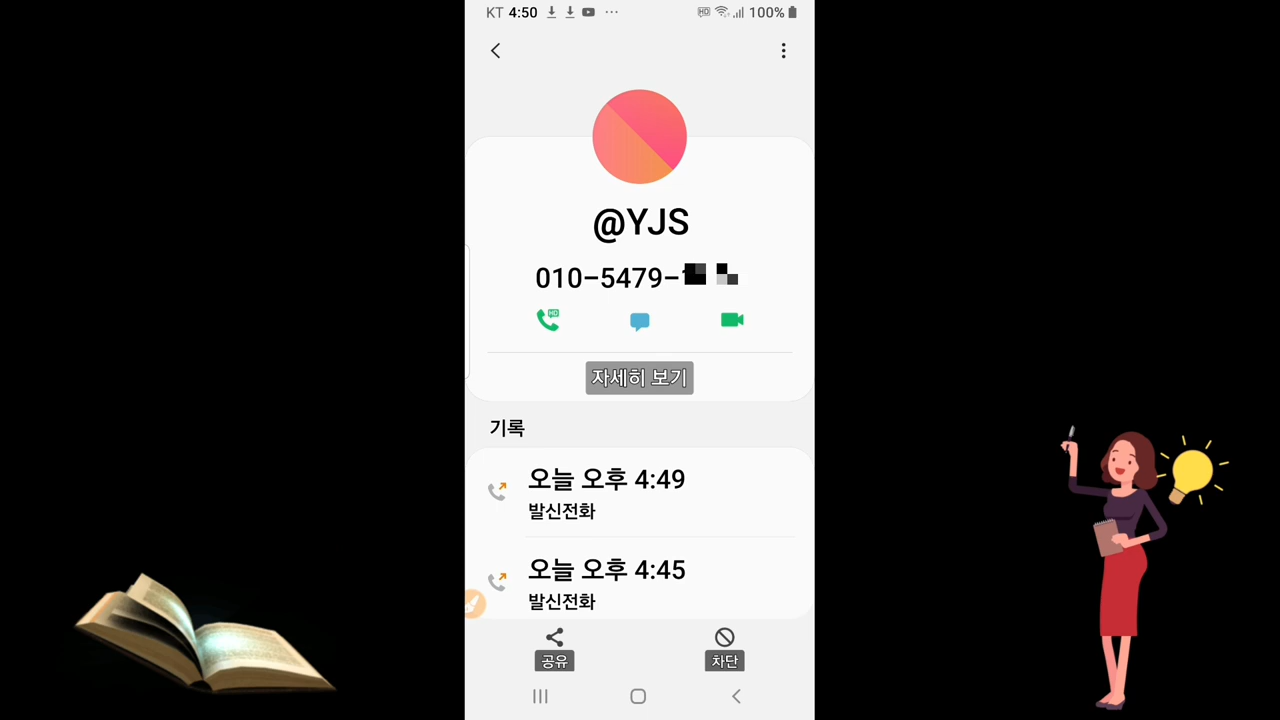 KT 4:50 100%
@YJS
010-5479-
자세히 보기
기록
오늘 오후 4:49
발신전화
오늘 오후 4:45
발신전화
공유 차단